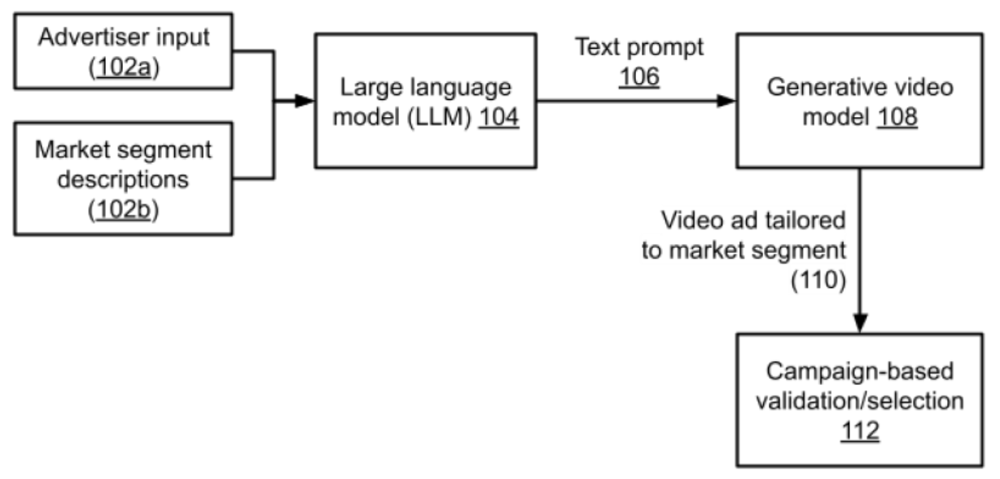 Advertiser input
(102a)
Market segment
descriptions
(102b)
Large language
model (LLM) 104
Text prompt
106
Generative video
model 108
Video ad tailored
to market segment
(110)
Campaign-based
validation/selection
112